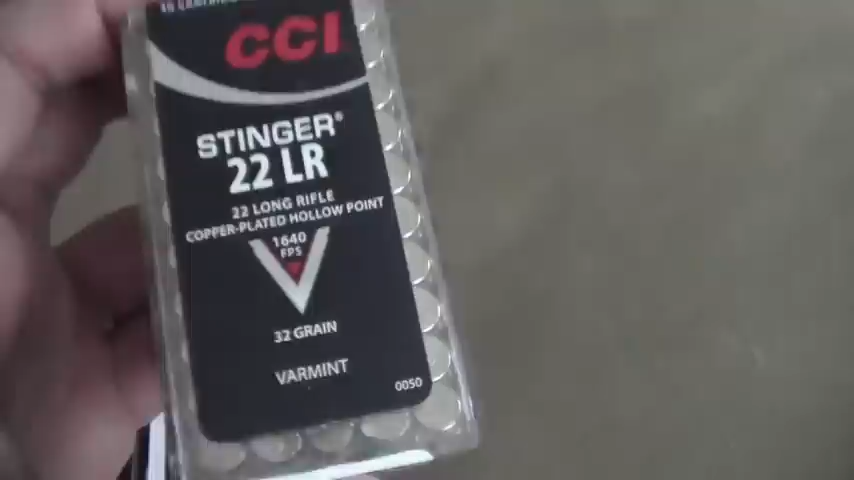 CCI
STINGER®
22 LR
22 LONG RIFLE
COPPER-PLATED HOLLOW POINT
1640
FPS
32 GRAIN
VARMINT
0050